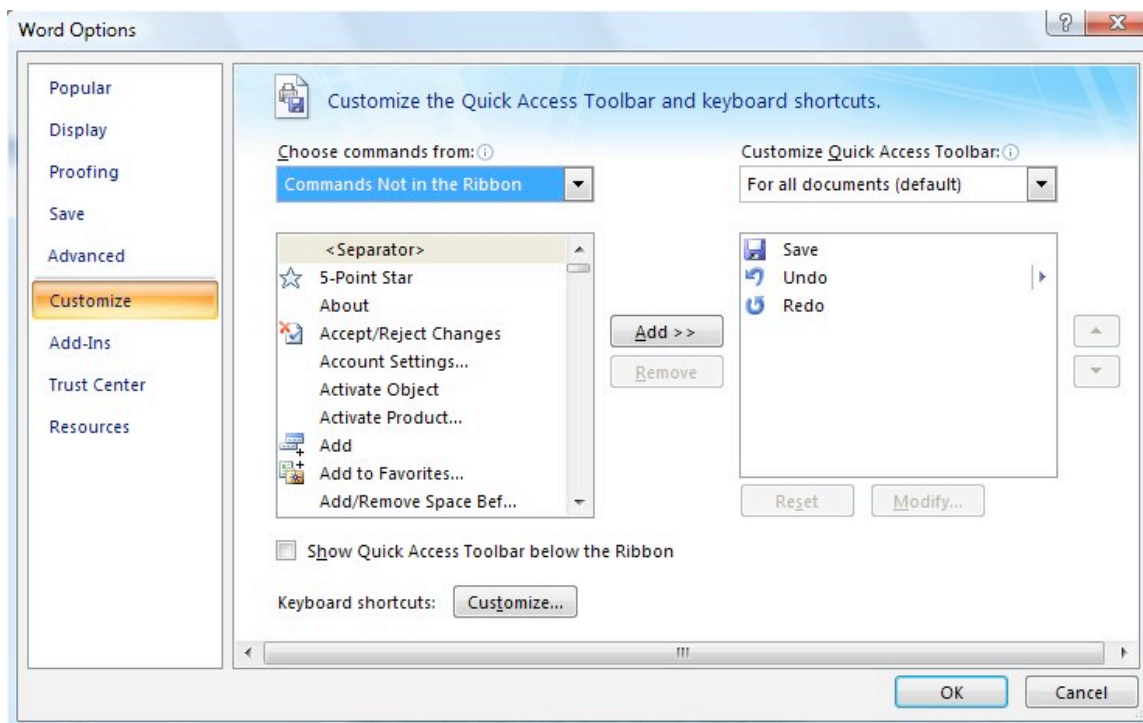 Word Options
?
Popular
Display
Proofing
Save
Advanced
Customize
Add-Ins
Trust Center
Resources
Customize the Quick Access Toolbar and keyboard shortcuts.
Choose commands from:
Commands Not in the Ribbon
<Separator>
5-Point Star
About
Accept/Reject Changes
Account Settings...
Activate Object
Activate Product...
Add
Add to Favorites...
Add/Remove Space Bef...
Add >>
Remove
Customize Quick Access Toolbar:
For all documents (default)
Save
Undo
Redo
Reset
Modify...
Show Quick Access Toolbar below the Ribbon
Keyboard shortcuts:
Customize...
OK
Cancel